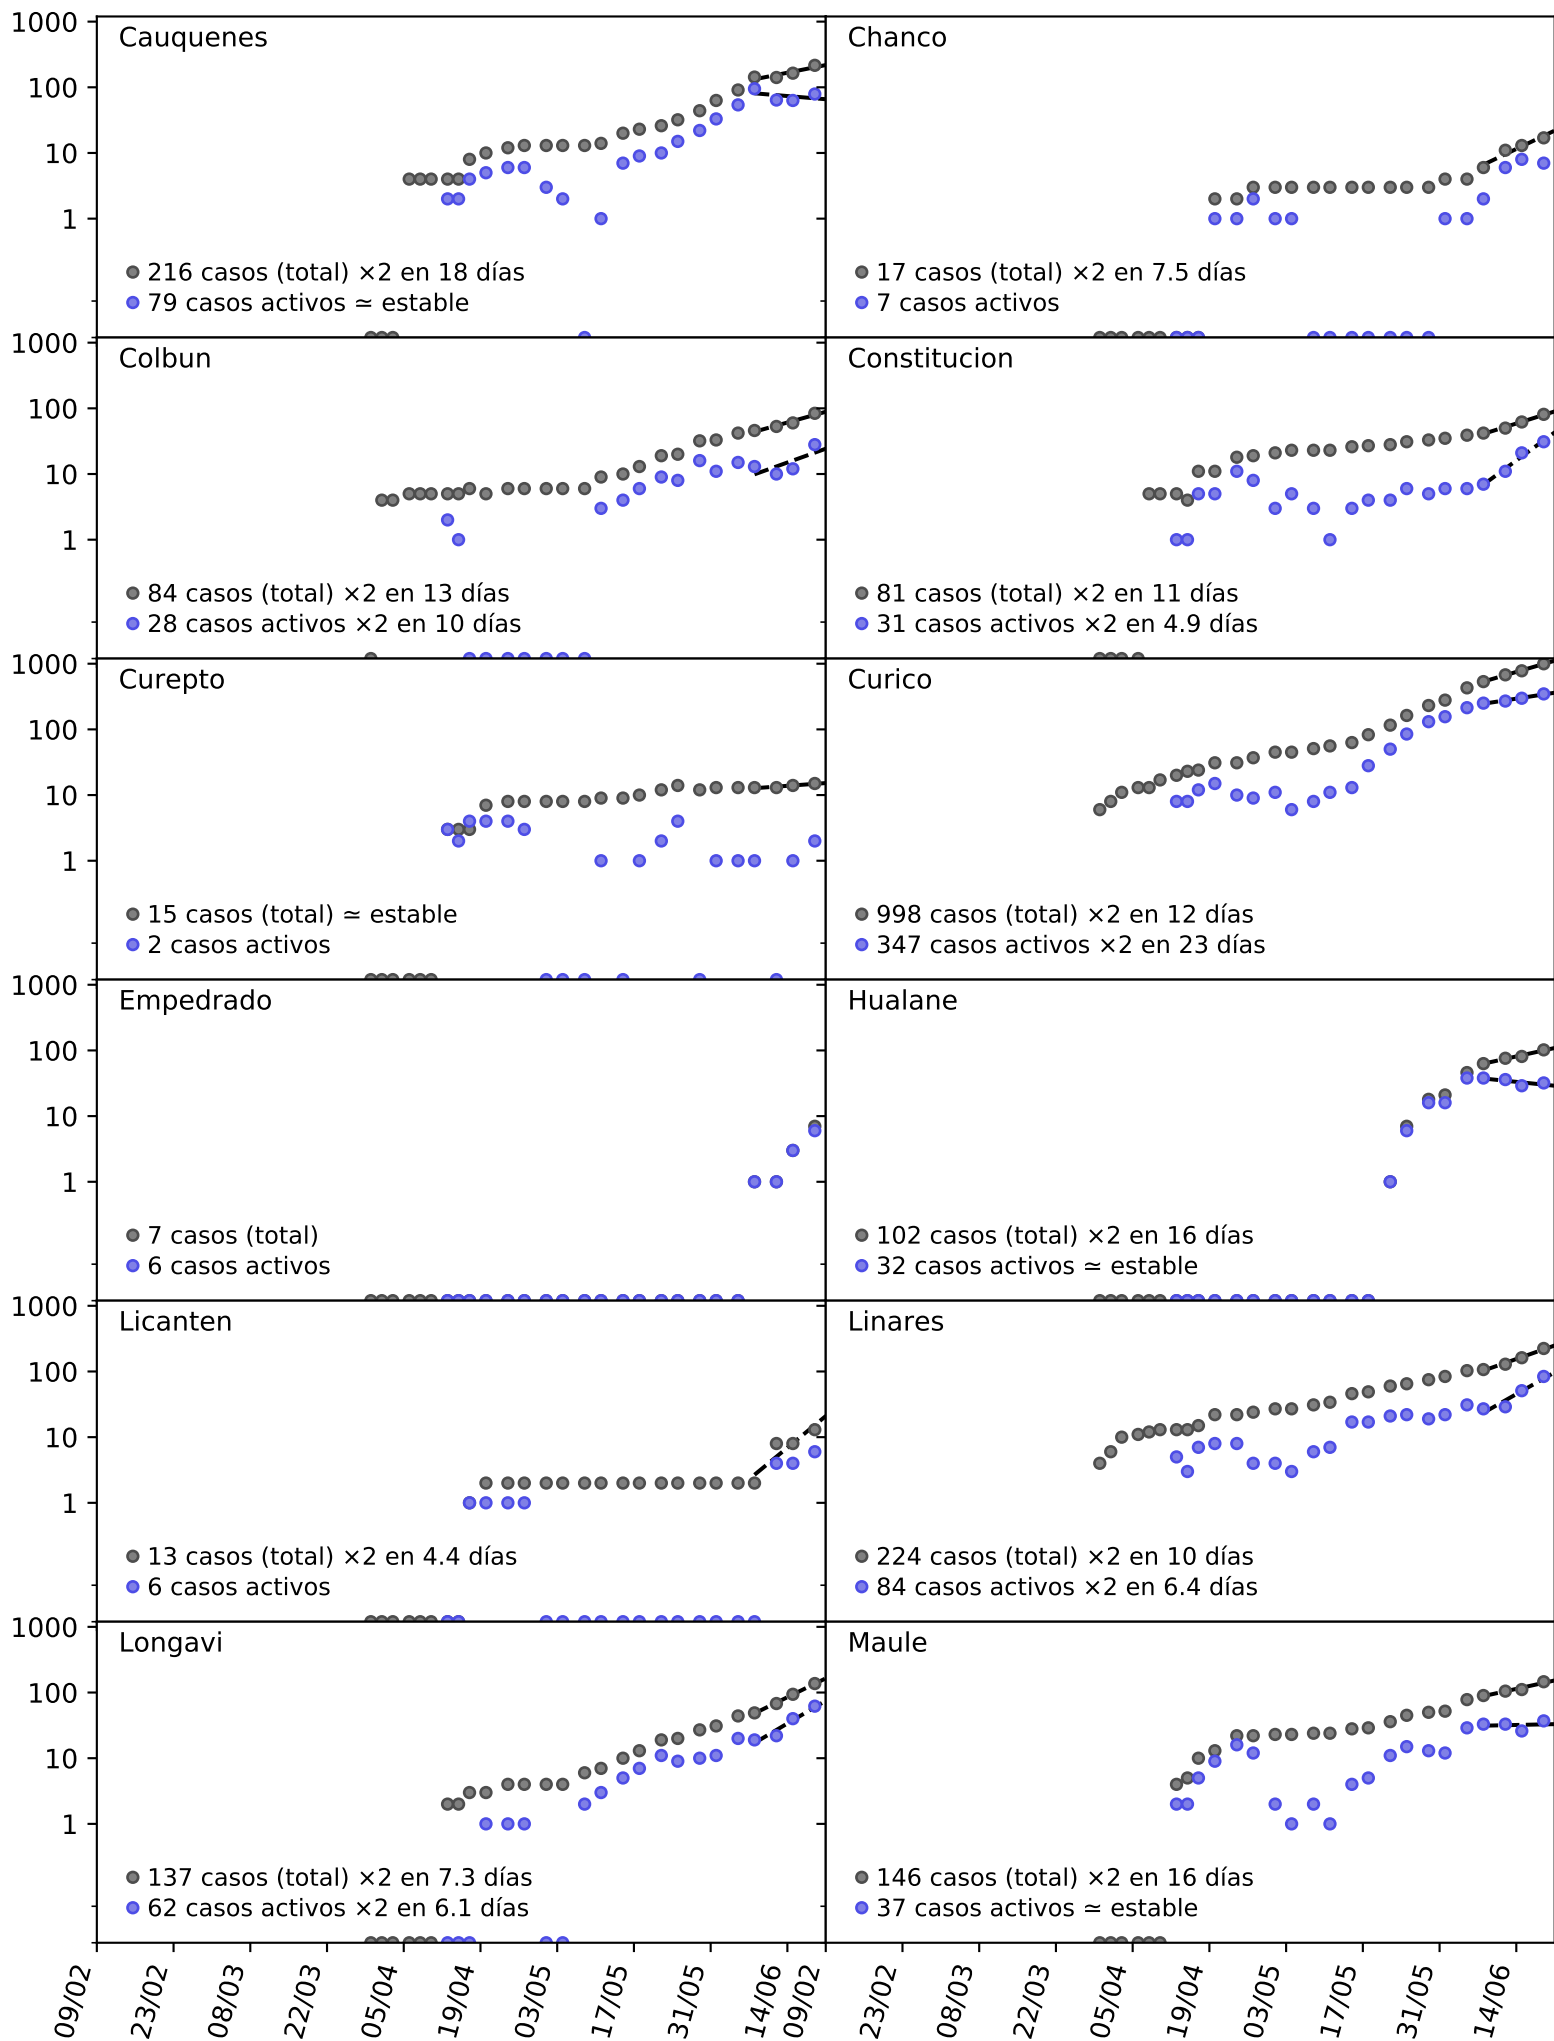 1000
Cauquenes
Chanco
100
10
1
216 casos (total) ×2 en 18 días
79 casos activos ≃ estable
17 casos (total) ×2 en 7.5 días
7 casos activos
1000
Colbun
Constitucion
100
10
1
84 casos (total) ×2 en 13 días
28 casos activos ×2 en 10 días
81 casos (total) ×2 en 11 días
31 casos activos ×2 en 4.9 días
1000
Curepto
Curico
100
10
1
15 casos (total) ≃ estable
2 casos activos
998 casos (total) ×2 en 12 días
347 casos activos ×2 en 23 días
1000
Empedrado
Hualane
100
10
1
7 casos (total)
6 casos activos
102 casos (total) ×2 en 16 días
32 casos activos ≃ estable
1000
Licanten
Linares
100
10
1
13 casos (total) ×2 en 4.4 días
6 casos activos
224 casos (total) ×2 en 10 días
84 casos activos ×2 en 6.4 días
1000
Longavi
Maule
100
10
1
137 casos (total) ×2 en 7.3 días
62 casos activos ×2 en 6.1 días
146 casos (total) ×2 en 16 días
37 casos activos ≃ estable
09/02
23/02
08/03
22/03
05/04
19/04
03/05
17/05
31/05
14/06
09/02
23/02
08/03
22/03
05/04
19/04
03/05
17/05
31/05
14/06